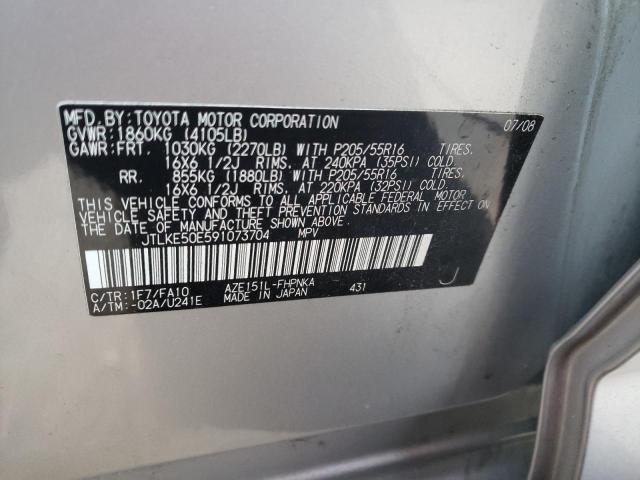 MFD. BY: TOYOTA MOTOR CORPORATION 07/08
GVWR: 1860KG (4105LB)
GAWR: FRT. 1030KG (2270LB) WITH P205/55R16 TIRES.
16X6 1/2J RIMS. AT 240KPA (35PSI) COLD
RR. 855KG (1880LB) WITH P205/55R16 TIRES.
16X6 1/2J RIMS. AT 220KPA (32PSI) COLD
THIS VEHICLE CONFORMS TO ALL APPLICABLE FEDERAL MOTOR
VEHICLE SAFETY AND THEFT PREVENTION STANDARDS IN EFFECT ON
THE DATE OF MANUFACTURE SHOWN ABOVE.
JTLKE50E591073704 MPV
C/TR: 1F7/FA10 AZE151L-FHPNKA
A/TM: -02A/U241E MADE IN JAPAN 431 J